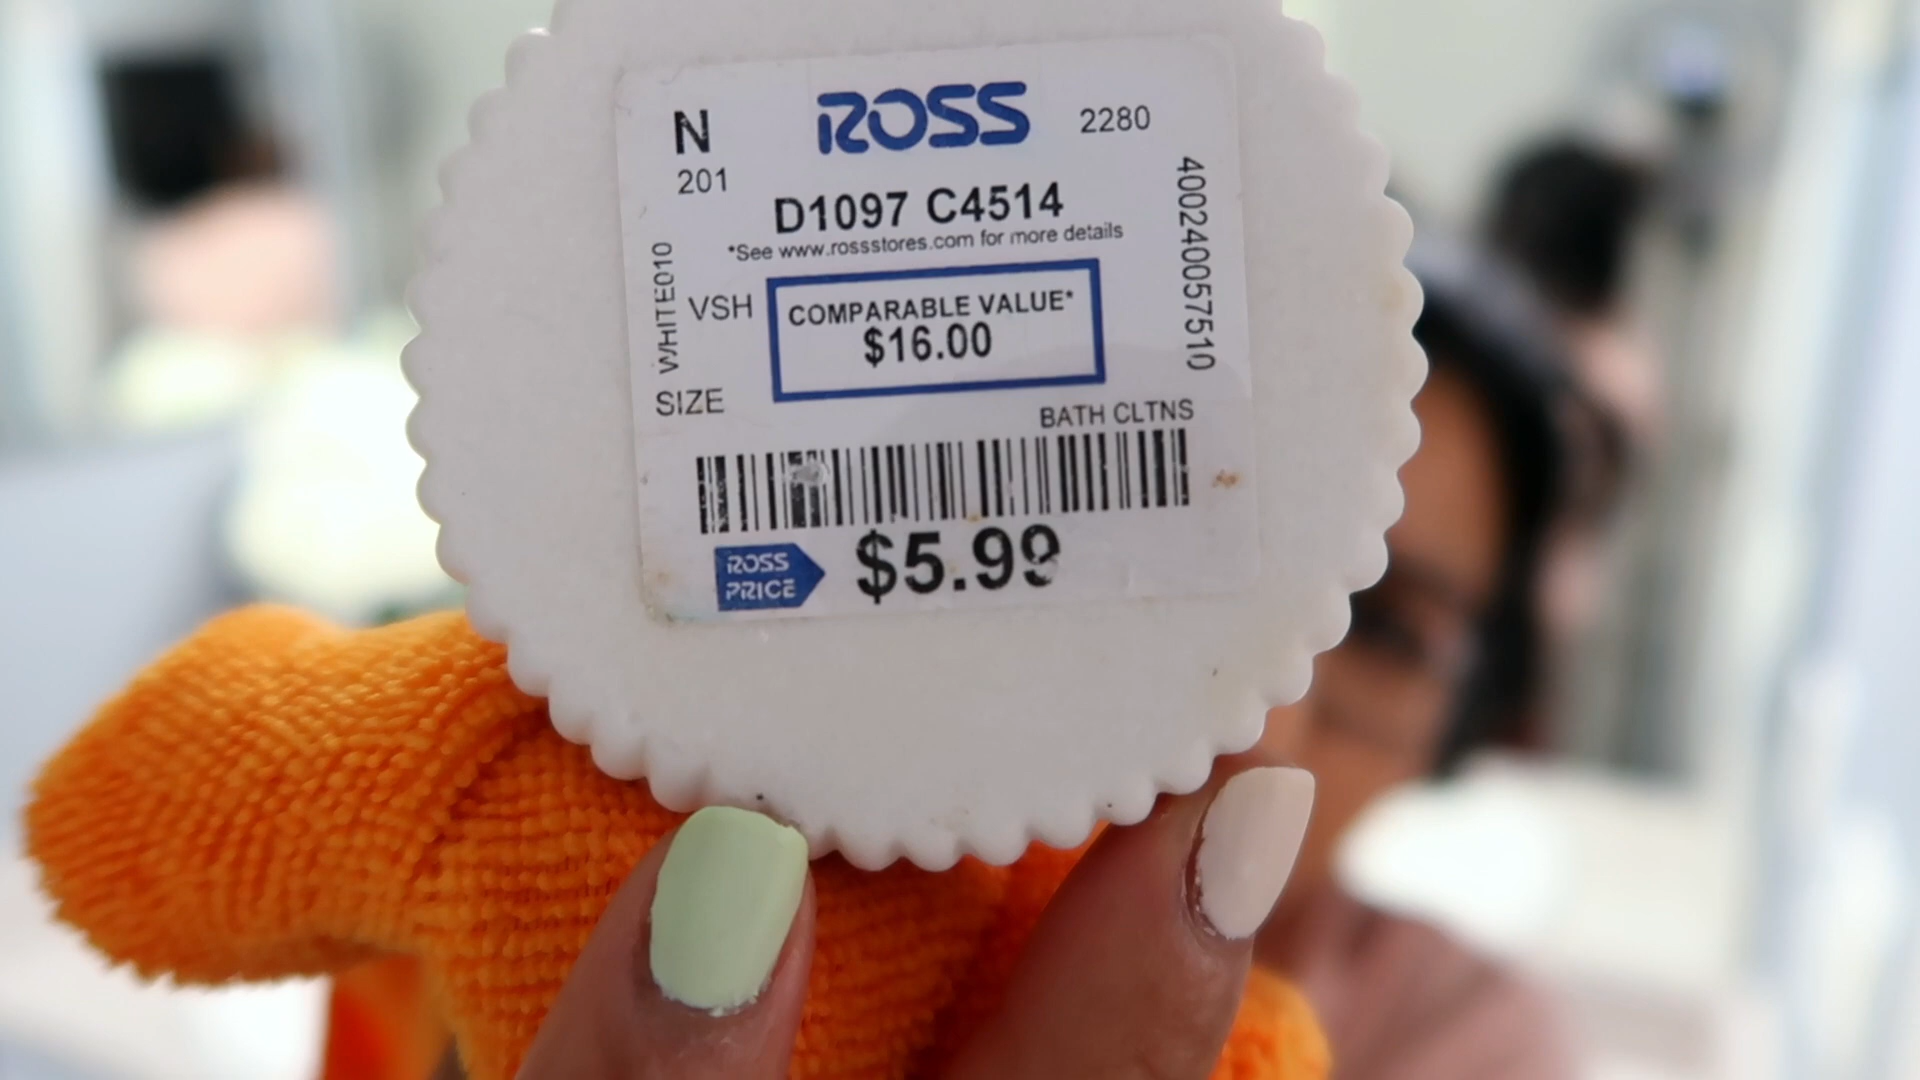 N ROSS 2280
201
D1097 C4514
*See www.rossstores.com for more details
WHITE010
VSH
COMPARABLE VALUE*
$16.00
400240057510
SIZE
BATH CLTNS
ROSS
PRICE
$5.99